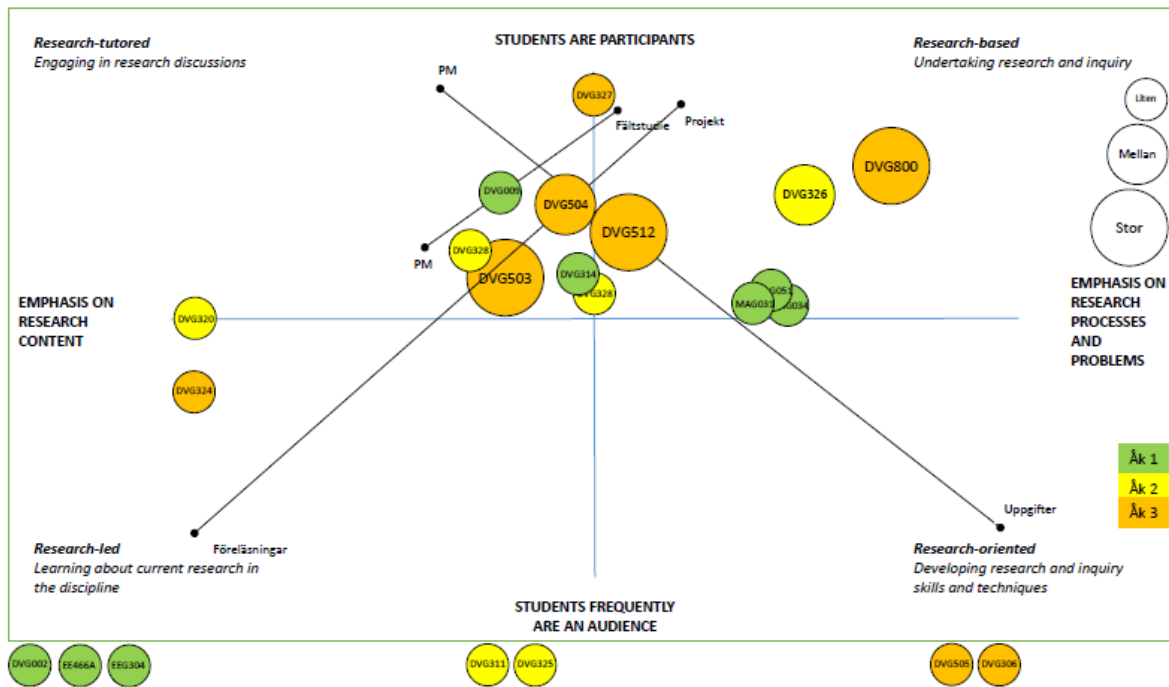 Research-tutored
Engaging in research discussions
STUDENTS ARE PARTICIPANTS
Research-based
Undertaking research and inquiry
PM
DVG327
Fältstudie
Projekt
Liten
Mellan
Stor
DVG800
DVG326
DVG009
DVG504
DVG512
PM
DVG328
DVG503
DVG314
DVG328
G051
MAG031
G034
EMPHASIS ON
RESEARCH
CONTENT
EMPHASIS ON
RESEARCH
PROCESSES
AND
PROBLEMS
DVG320
DVG324
Åk 1
Åk 2
Åk 3
Uppgifter
Föreläsningar
Research-led
Learning about current research in
the discipline
Research-oriented
Developing research and inquiry
skills and techniques
STUDENTS FREQUENTLY
ARE AN AUDIENCE
DVG002
EE466A
EEG304
DVG311
DVG325
DVG505
DVG306